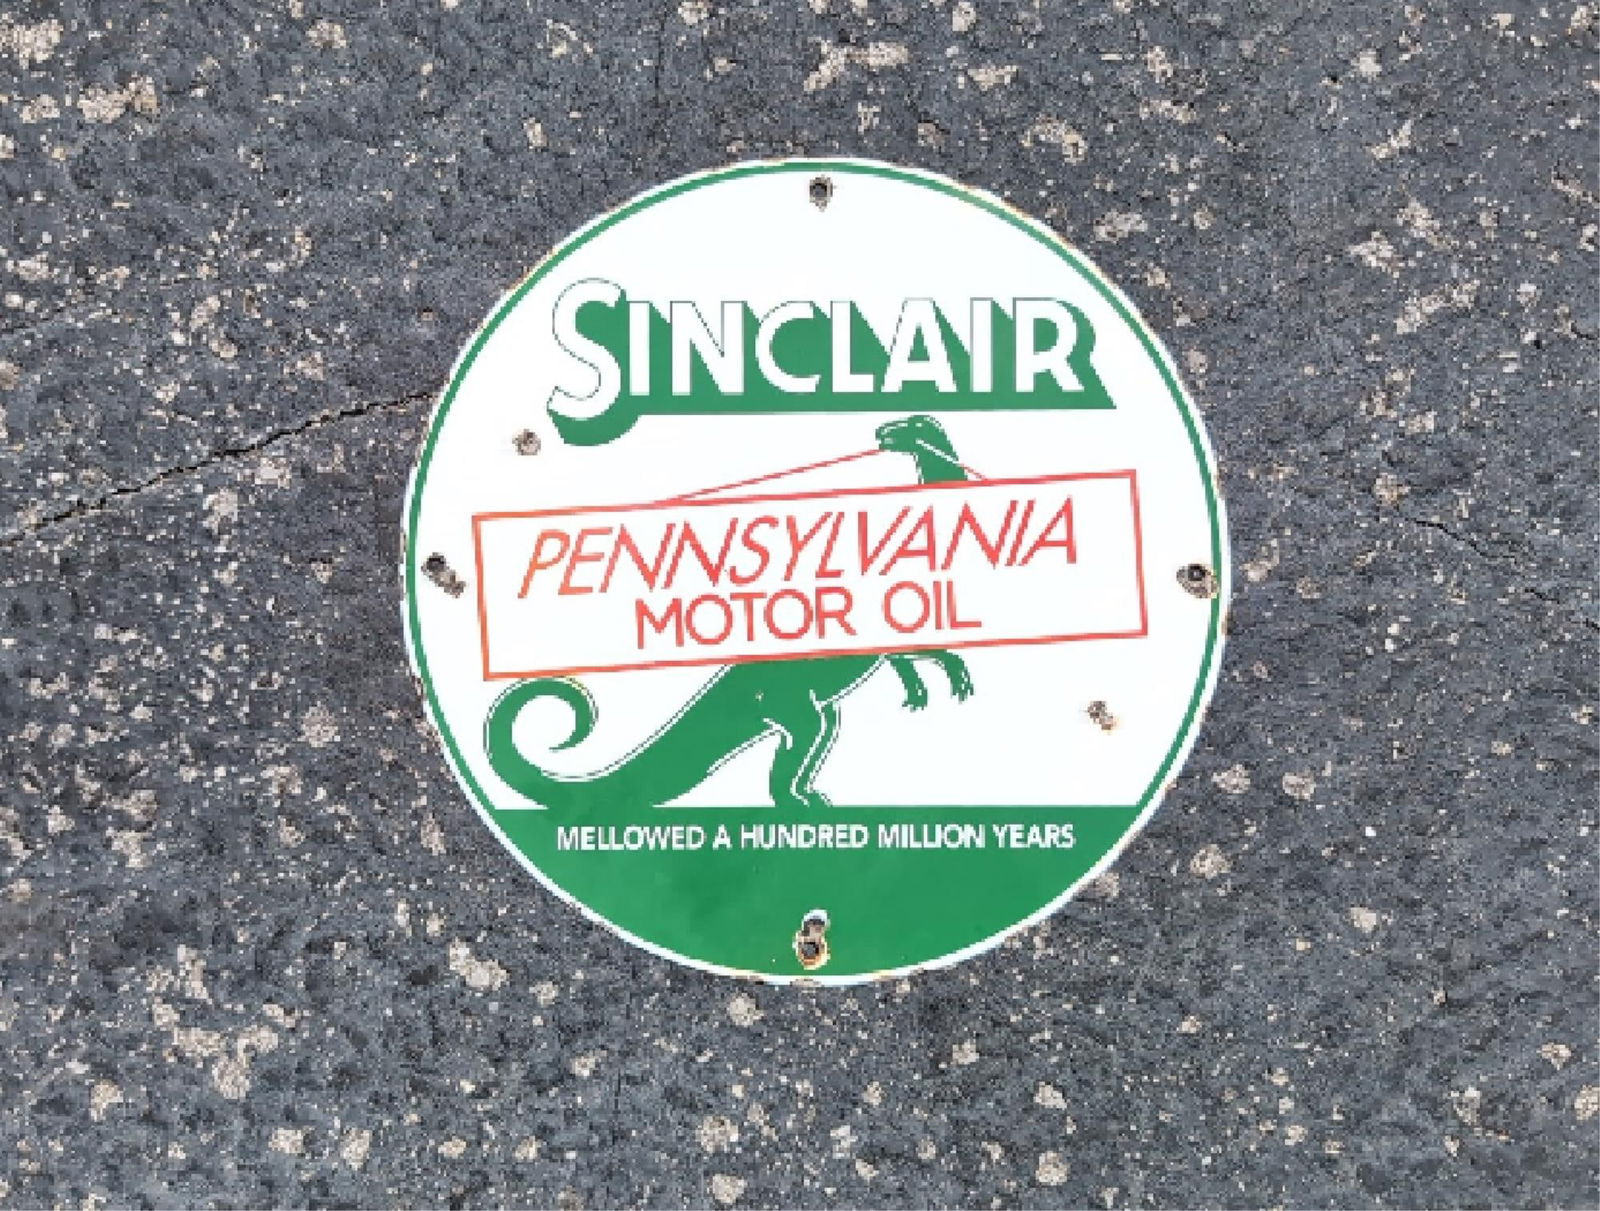 SINCLAIR
PENNSYLVANIA
MOTOR OIL
MELLOWED A HUNDRED MILLION YEARS